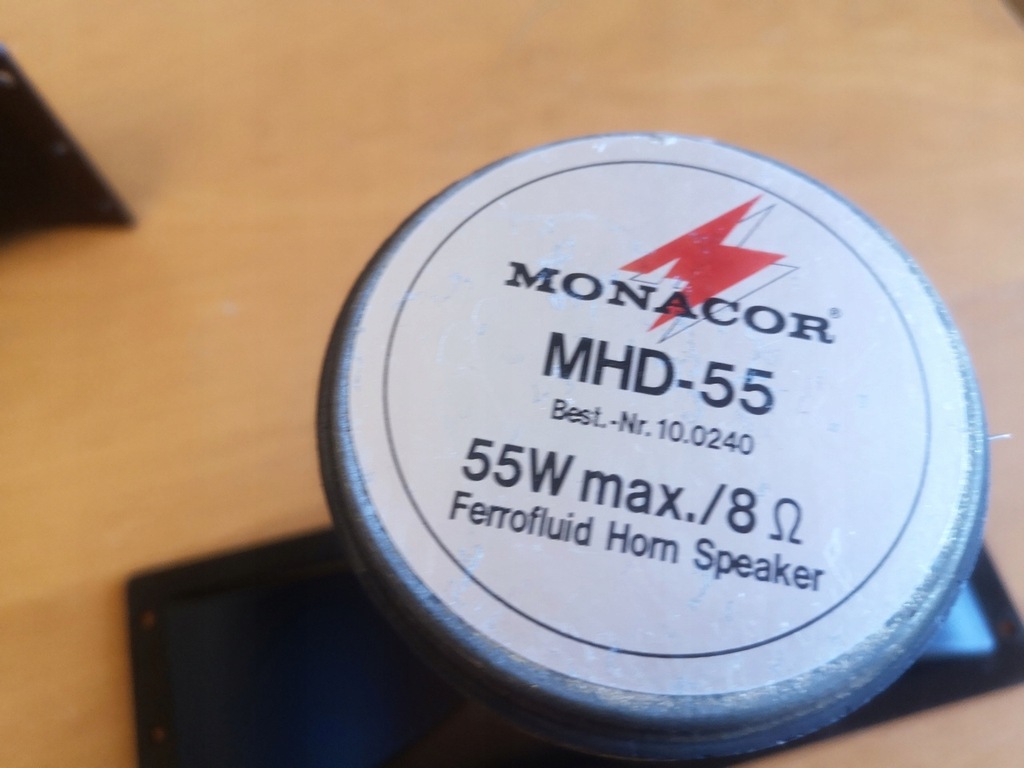 MONACOR®
MHD-55
Best.-Nr. 10.0240
55W max./8 Ω
Ferrofluid Horn Speaker